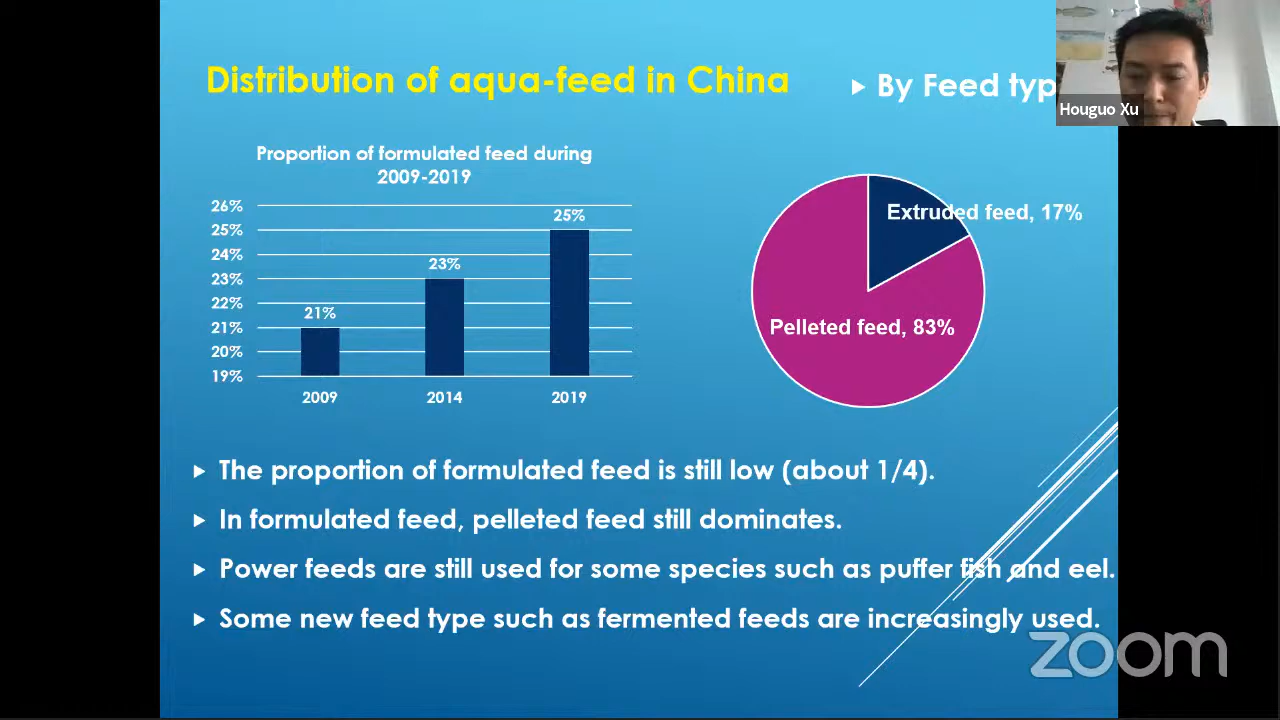 Distribution of aqua-feed in China
By Feed typ
Houguo Xu
Proportion of formulated feed during
2009-2019
26%
25%
24%
23%
22%
21%
20%
19%
21%
23%
25%
2009
2014
2019
Extruded feed, 17%
Pelleted feed, 83%
The proportion of formulated feed is still low (about 1/4).
In formulated feed, pelleted feed still dominates.
Power feeds are still used for some species such as puffer fish and eel.
Some new feed type such as fermented feeds are increasingly used.
zoom